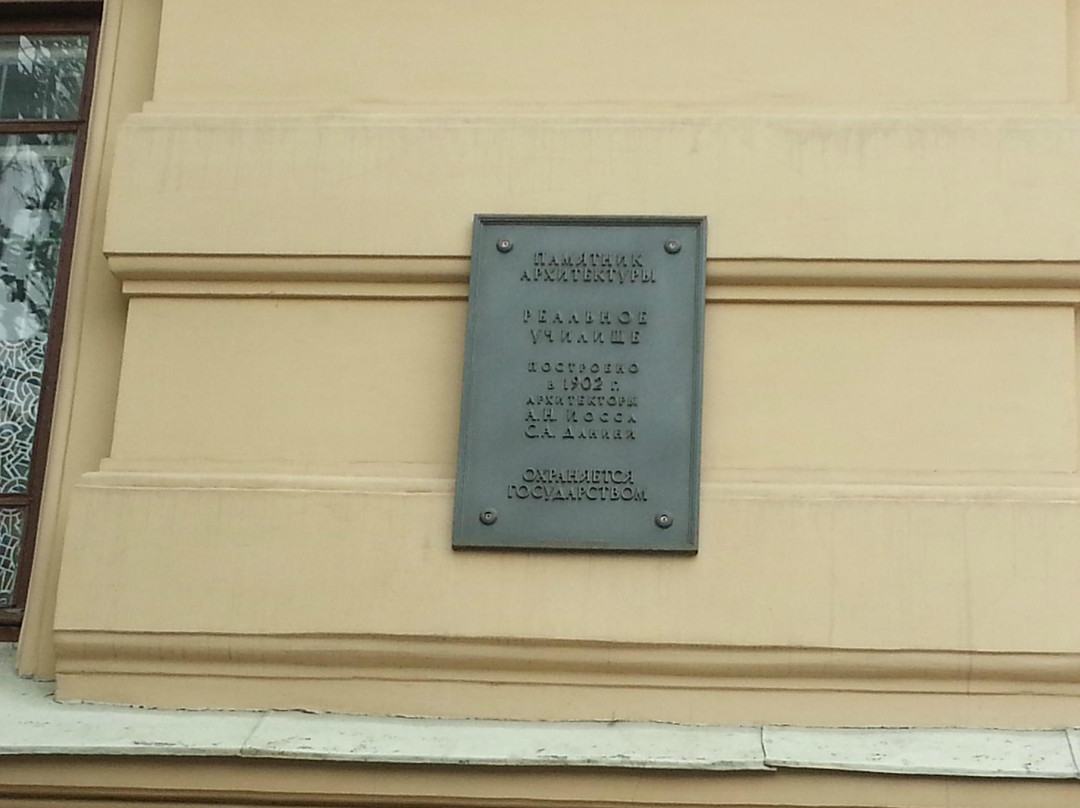 ПАМЯТНИК
АРХИТЕКТУРЫ
РЕАЛЬНОЕ
УЧИЛИЩЕ
ПОСТРОЕНО
В 1902 Г.
АРХИТЕКТОРЫ
А.Н. ИОССА
С.А. ДАНИНИ
ОХРАНЯЕТСЯ
ГОСУДАРСТВОМ